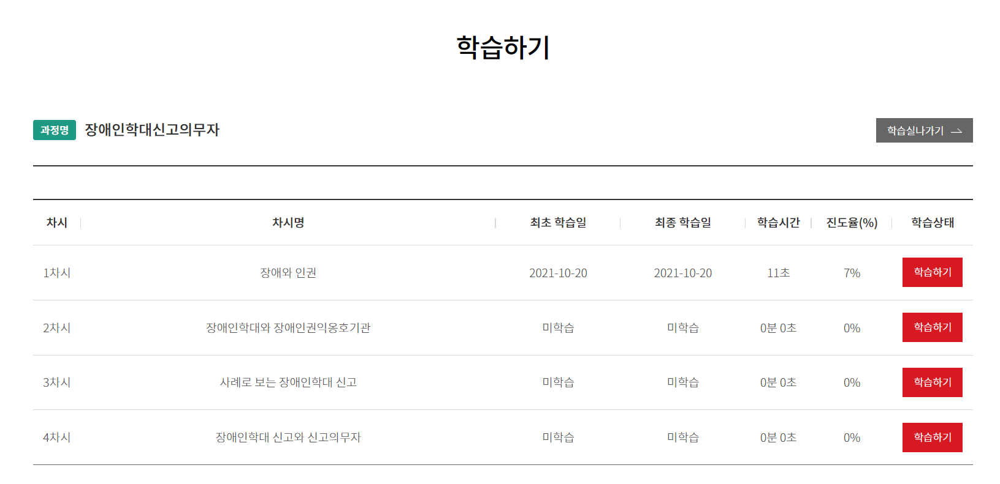 학습하기
과정명 장애인학대신고의무자 학습실나가기
차시 차시명 최초 학습일 최종 학습일 학습시간 진도율(%) 학습상태
1차시 장애와 인권 2021-10-20 2021-10-20 11초 7% 학습하기
2차시 장애인학대와 장애인권익옹호기관 미학습 미학습 0분 0초 0% 학습하기
3차시 사례로 보는 장애인학대 신고 미학습 미학습 0분 0초 0% 학습하기
4차시 장애인학대 신고와 신고의무자 미학습 미학습 0분 0초 0% 학습하기